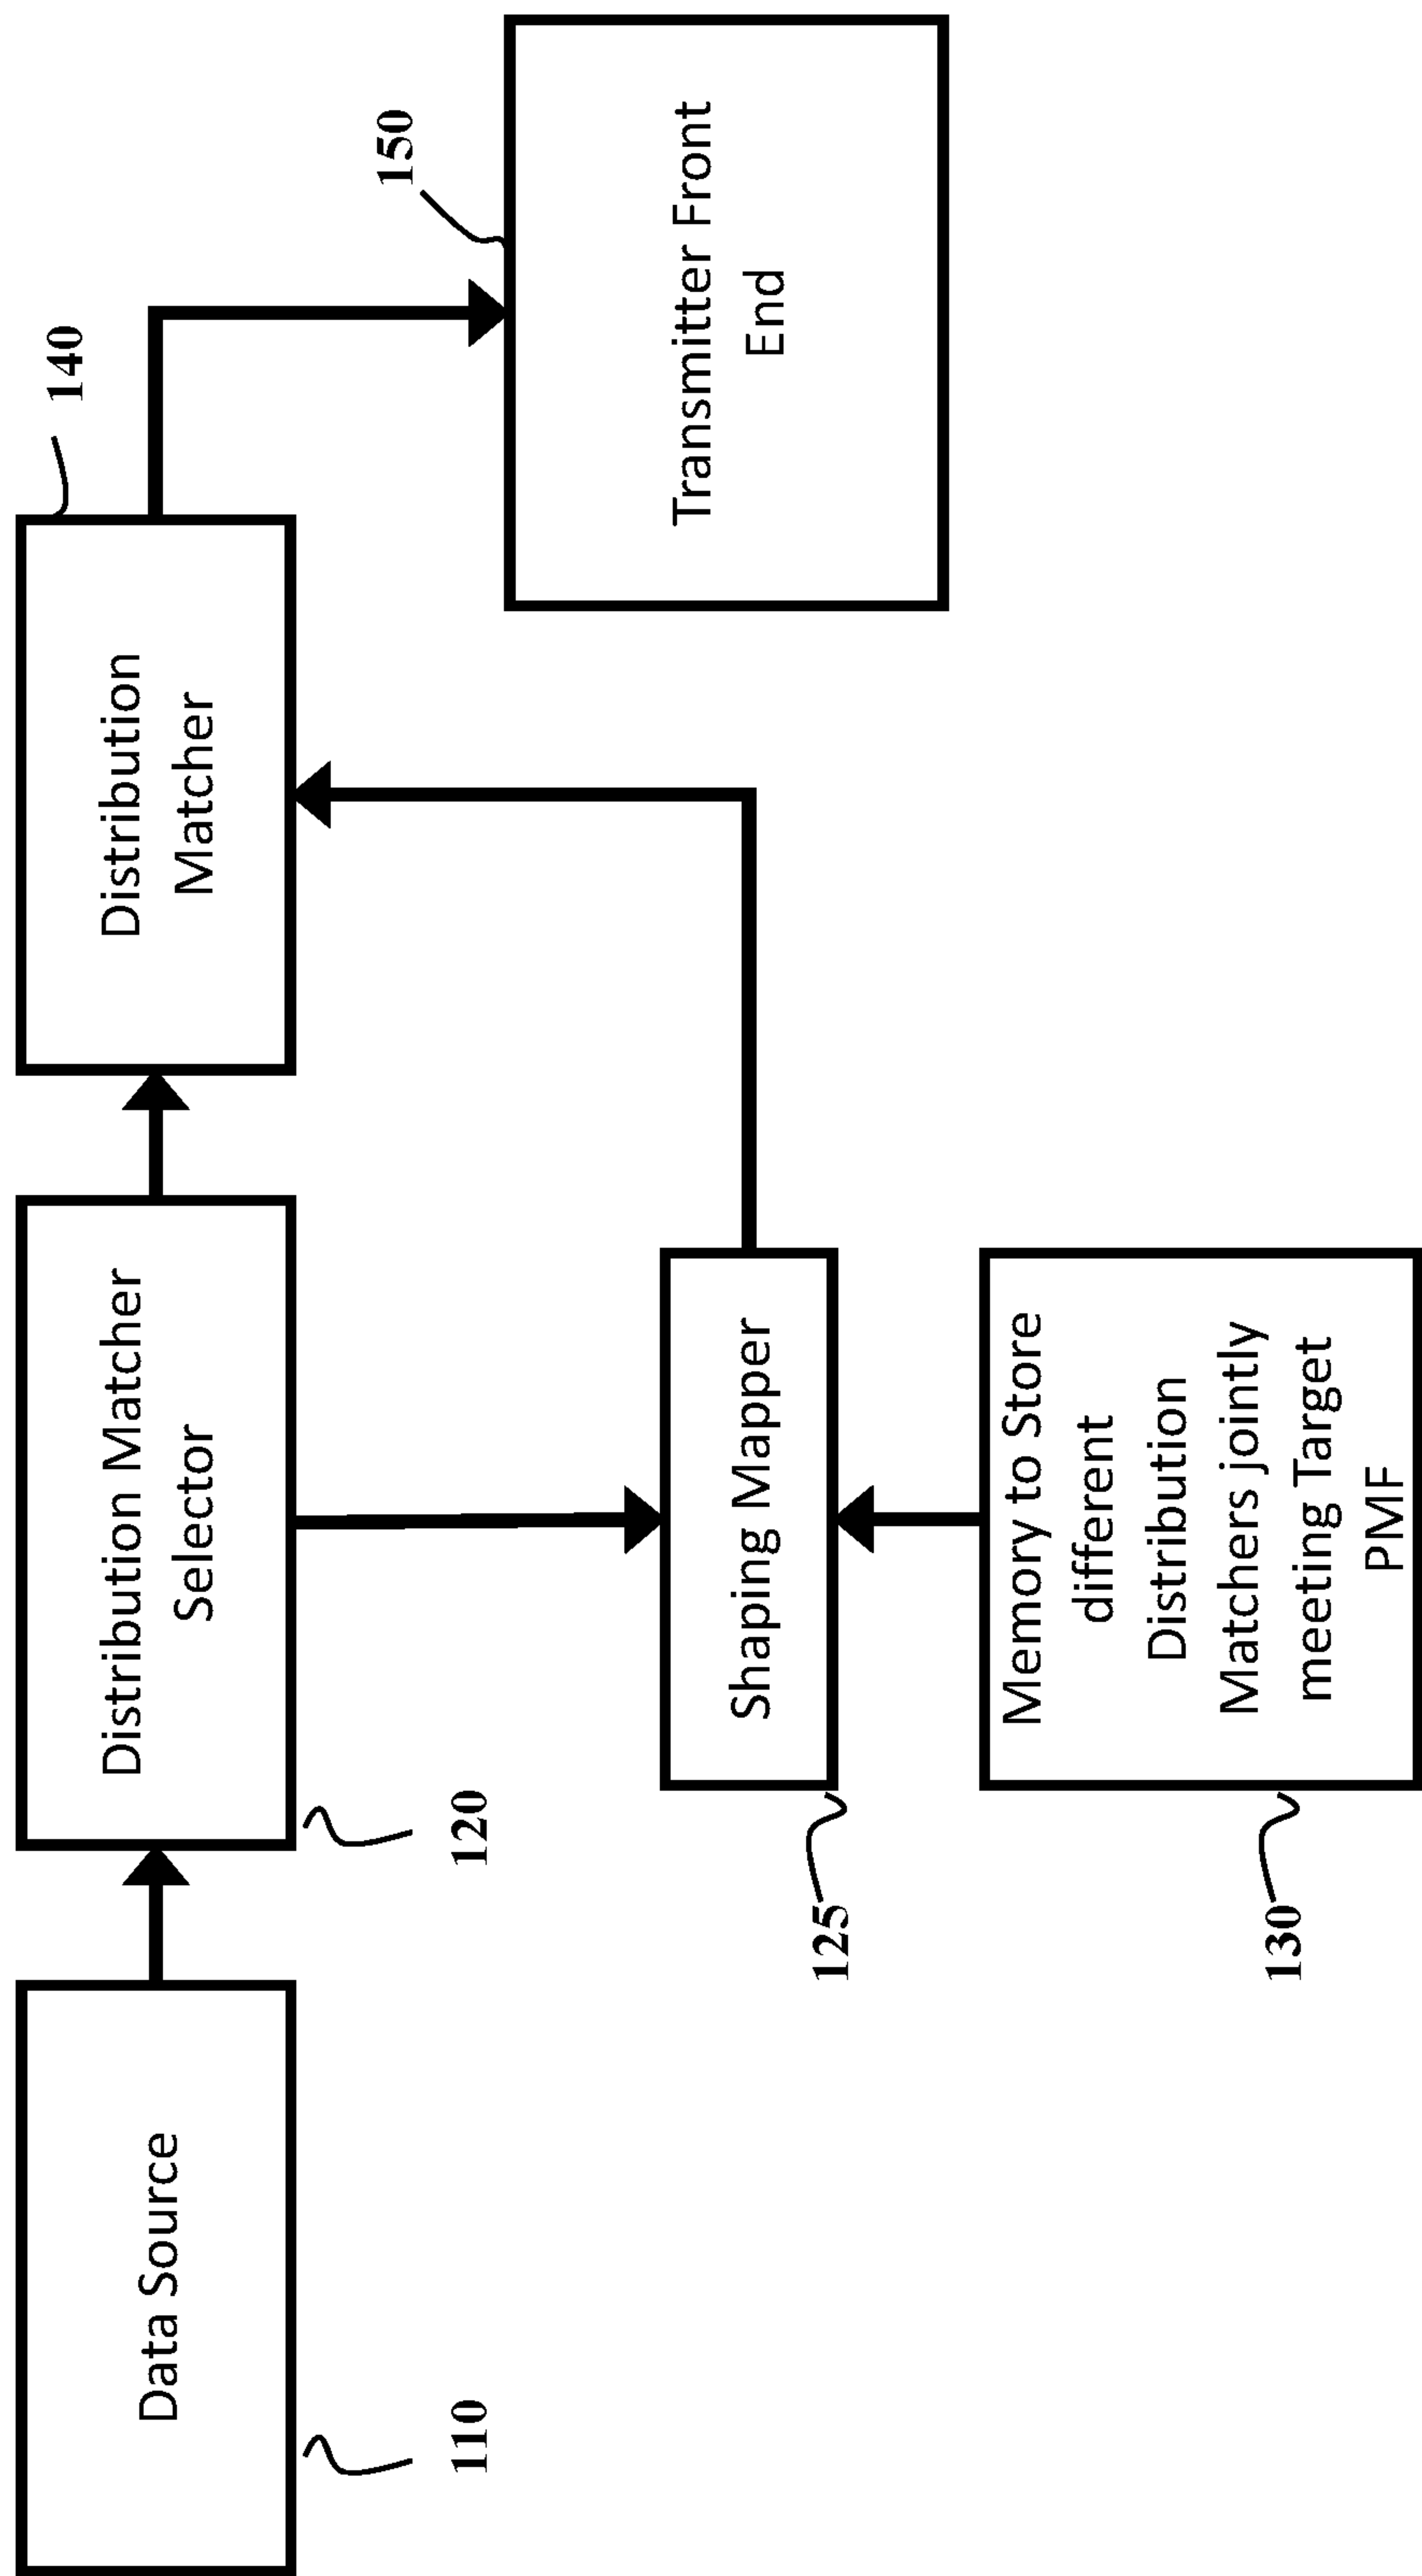 Data Source
110
Distribution Matcher
Selector
120
Distribution
Matcher
140
Transmitter Front
End
150
Shaping Mapper
125
Memory to Store
different
Distribution
Matchers jointly
meeting Target
PMF
130